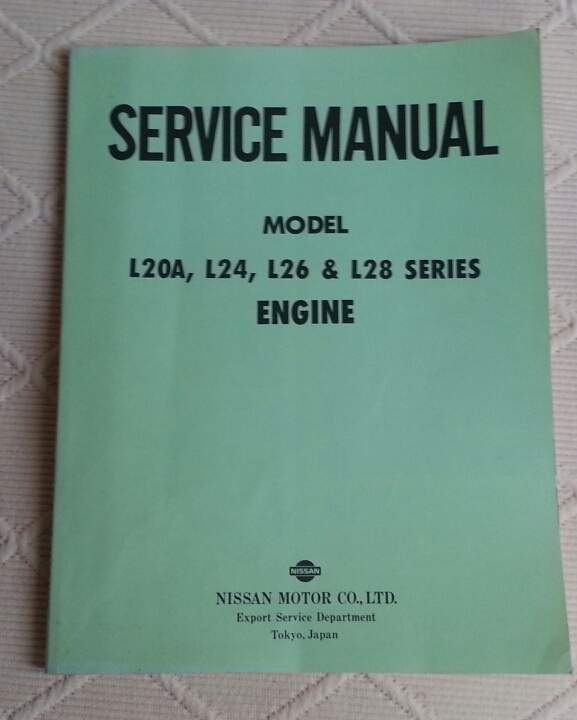 SERVICE MANUAL
MODEL
L20A, L24, L26 & L28 SERIES
ENGINE
NISSAN
NISSAN MOTOR CO., LTD.
Export Service Department
Tokyo, Japan